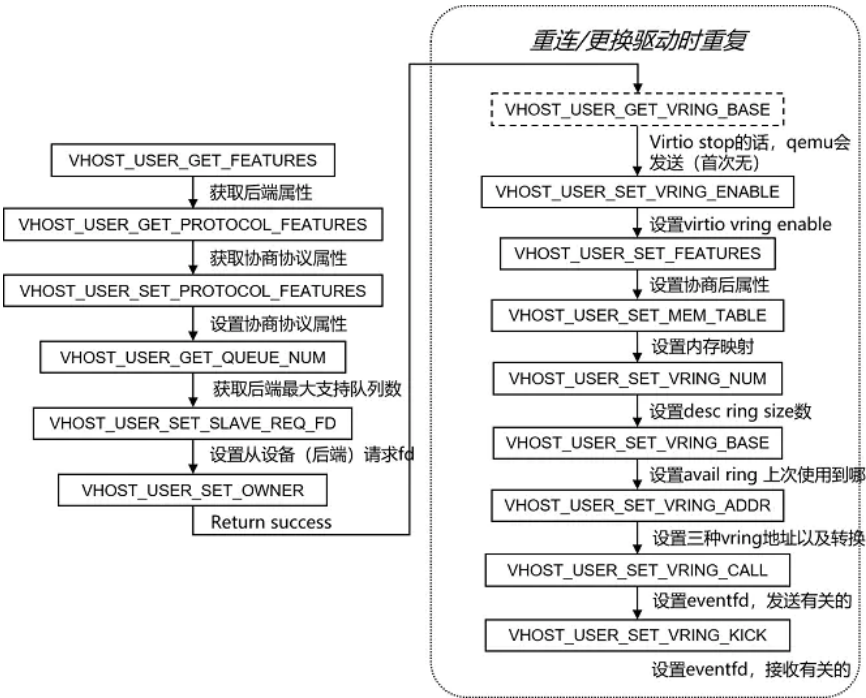 VHOST_USER_GET_FEATURES
获取后端属性
VHOST_USER_GET_PROTOCOL_FEATURES
获取协商协议属性
VHOST_USER_SET_PROTOCOL_FEATURES
设置协商协议属性
VHOST_USER_GET_QUEUE_NUM
获取后端最大支持队列数
VHOST_USER_SET_SLAVE_REQ_FD
设置从设备（后端）请求fd
VHOST_USER_SET_OWNER
Return success
重连/更换驱动时重复
VHOST_USER_GET_VRING_BASE
Virtio stop的话，qemu会
发送（首次无）
VHOST_USER_SET_VRING_ENABLE
设置virtio vring enable
VHOST_USER_SET_FEATURES
设置协商后属性
VHOST_USER_SET_MEM_TABLE
设置内存映射
VHOST_USER_SET_VRING_NUM
设置desc ring size数
VHOST_USER_SET_VRING_BASE
设置avail ring 上次使用到哪
VHOST_USER_SET_VRING_ADDR
设置三种vring地址以及转换
VHOST_USER_SET_VRING_CALL
设置eventfd，发送有关的
VHOST_USER_SET_VRING_KICK
设置eventfd，接收有关的